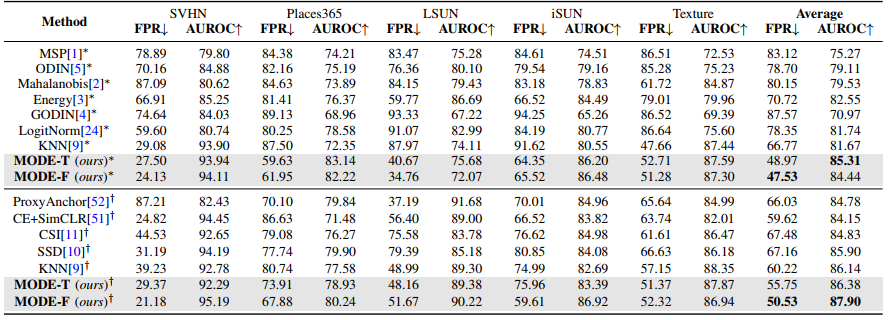 Method SVHN Places365 LSUN iSUN Texture Average
FPR↓ AUROC↑ FPR↓ AUROC↑ FPR↓ AUROC↑ FPR↓ AUROC↑ FPR↓ AUROC↑ FPR↓ AUROC↑
MSP[1]* 78.89 79.80 84.38 74.21 83.47 75.28 84.61 74.51 86.51 72.53 83.12 75.27
ODIN[5]* 70.16 84.88 82.16 75.19 76.36 80.10 79.54 79.16 85.28 75.23 78.70 79.11
Mahalanobis[2]* 87.09 80.62 84.63 73.89 84.15 79.43 83.18 78.83 61.72 84.87 80.15 79.53
Energy[3]* 66.91 85.25 81.41 76.37 59.77 86.69 66.52 84.49 79.01 79.96 70.72 82.55
GODIN[4]* 74.64 84.03 89.13 68.96 93.33 67.22 94.25 65.26 86.52 69.39 87.57 70.97
LogitNorm[24]* 59.60 80.74 80.25 78.58 91.07 82.99 84.19 80.77 86.64 75.60 78.35 81.74
KNN[9]* 29.08 93.90 87.50 72.35 87.97 74.11 91.62 80.55 47.66 87.44 66.77 81.67
MODE-T (ours)* 27.50 93.94 59.63 83.14 40.67 75.68 64.35 86.20 52.71 87.59 48.97 85.31
MODE-F (ours)* 24.13 94.11 61.95 82.22 34.76 72.07 65.52 86.48 51.28 87.30 47.53 84.44
ProxyAnchor[52]† 87.21 82.43 70.10 79.84 37.19 91.68 70.01 84.96 65.64 84.99 66.03 84.78
CE+SimCLR[51]† 24.82 94.45 86.63 71.48 56.40 89.00 66.52 83.82 63.74 82.01 59.62 84.15
CSI[11]† 44.53 92.65 79.08 76.27 75.58 83.78 76.62 84.98 61.61 86.47 67.48 84.83
SSD[10]† 31.19 94.19 77.74 79.90 79.39 85.18 80.85 84.08 66.63 86.18 67.16 85.90
KNN[9]† 39.23 92.78 80.74 77.58 48.99 89.30 74.99 82.69 57.15 88.35 60.22 86.14
MODE-T (ours)† 29.37 92.29 73.91 78.93 48.16 89.38 75.96 83.39 51.37 87.87 55.75 86.38
MODE-F (ours)† 21.18 95.19 67.88 80.24 51.67 90.22 59.61 86.92 52.32 86.94 50.53 87.90